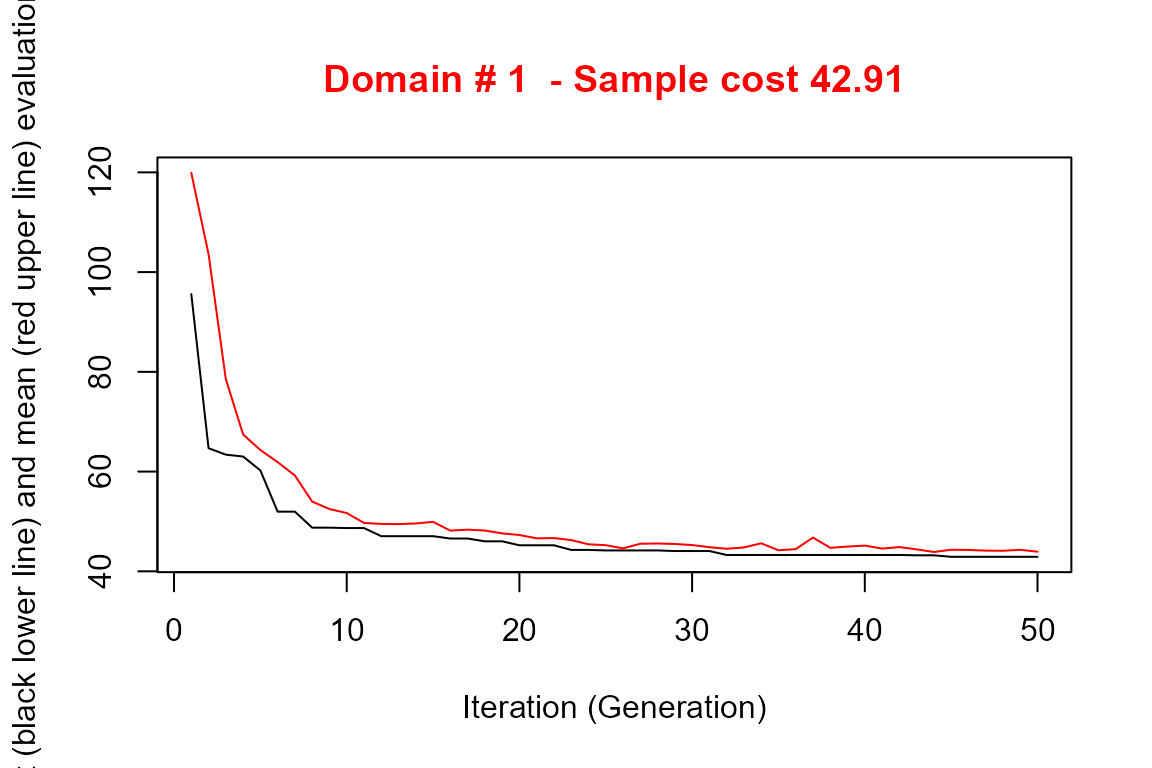 Domain # 1  - Sample cost 42.91
(black lower line) and mean (red upper line) evaluation
120
100
80
60
40
0 10 20 30 40 50
Iteration (Generation)